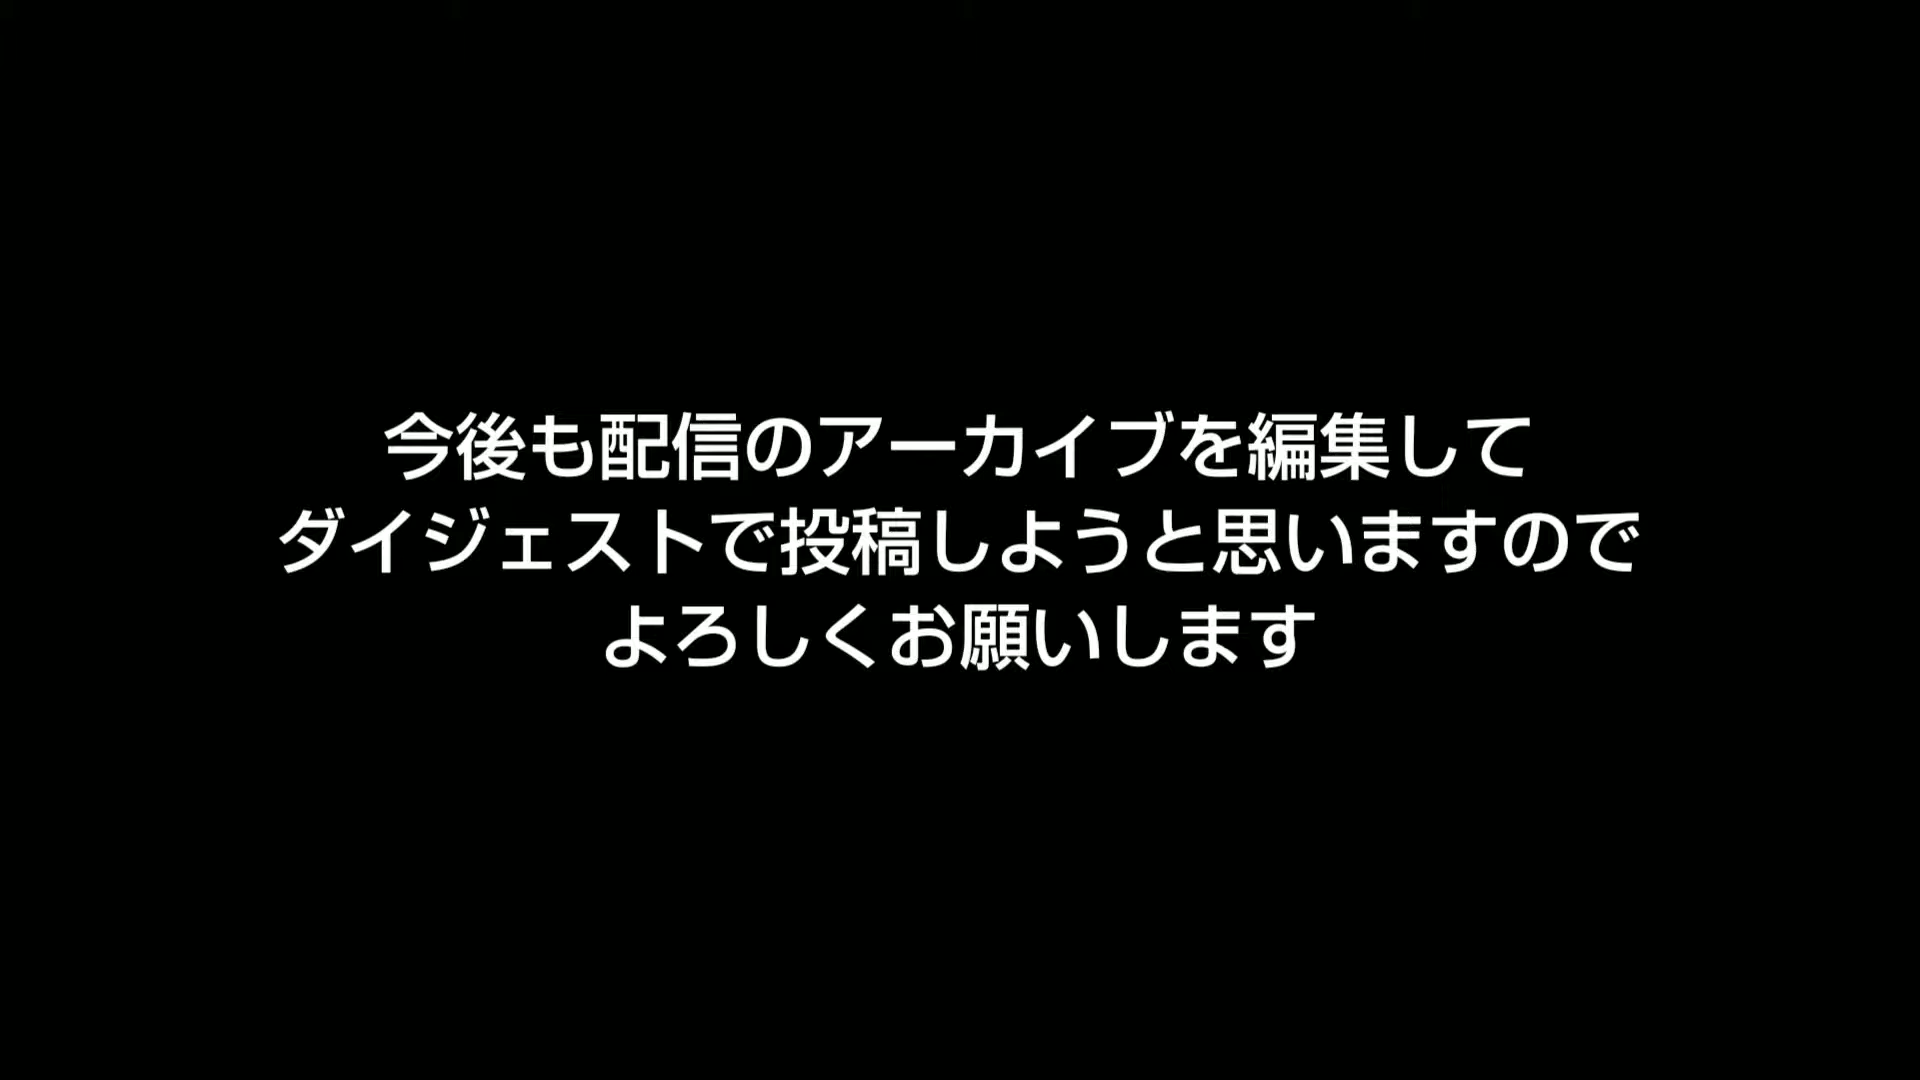 今後も配信のアーカイブを編集して
ダイジェストで投稿しようと思いますので
よろしくお願いします